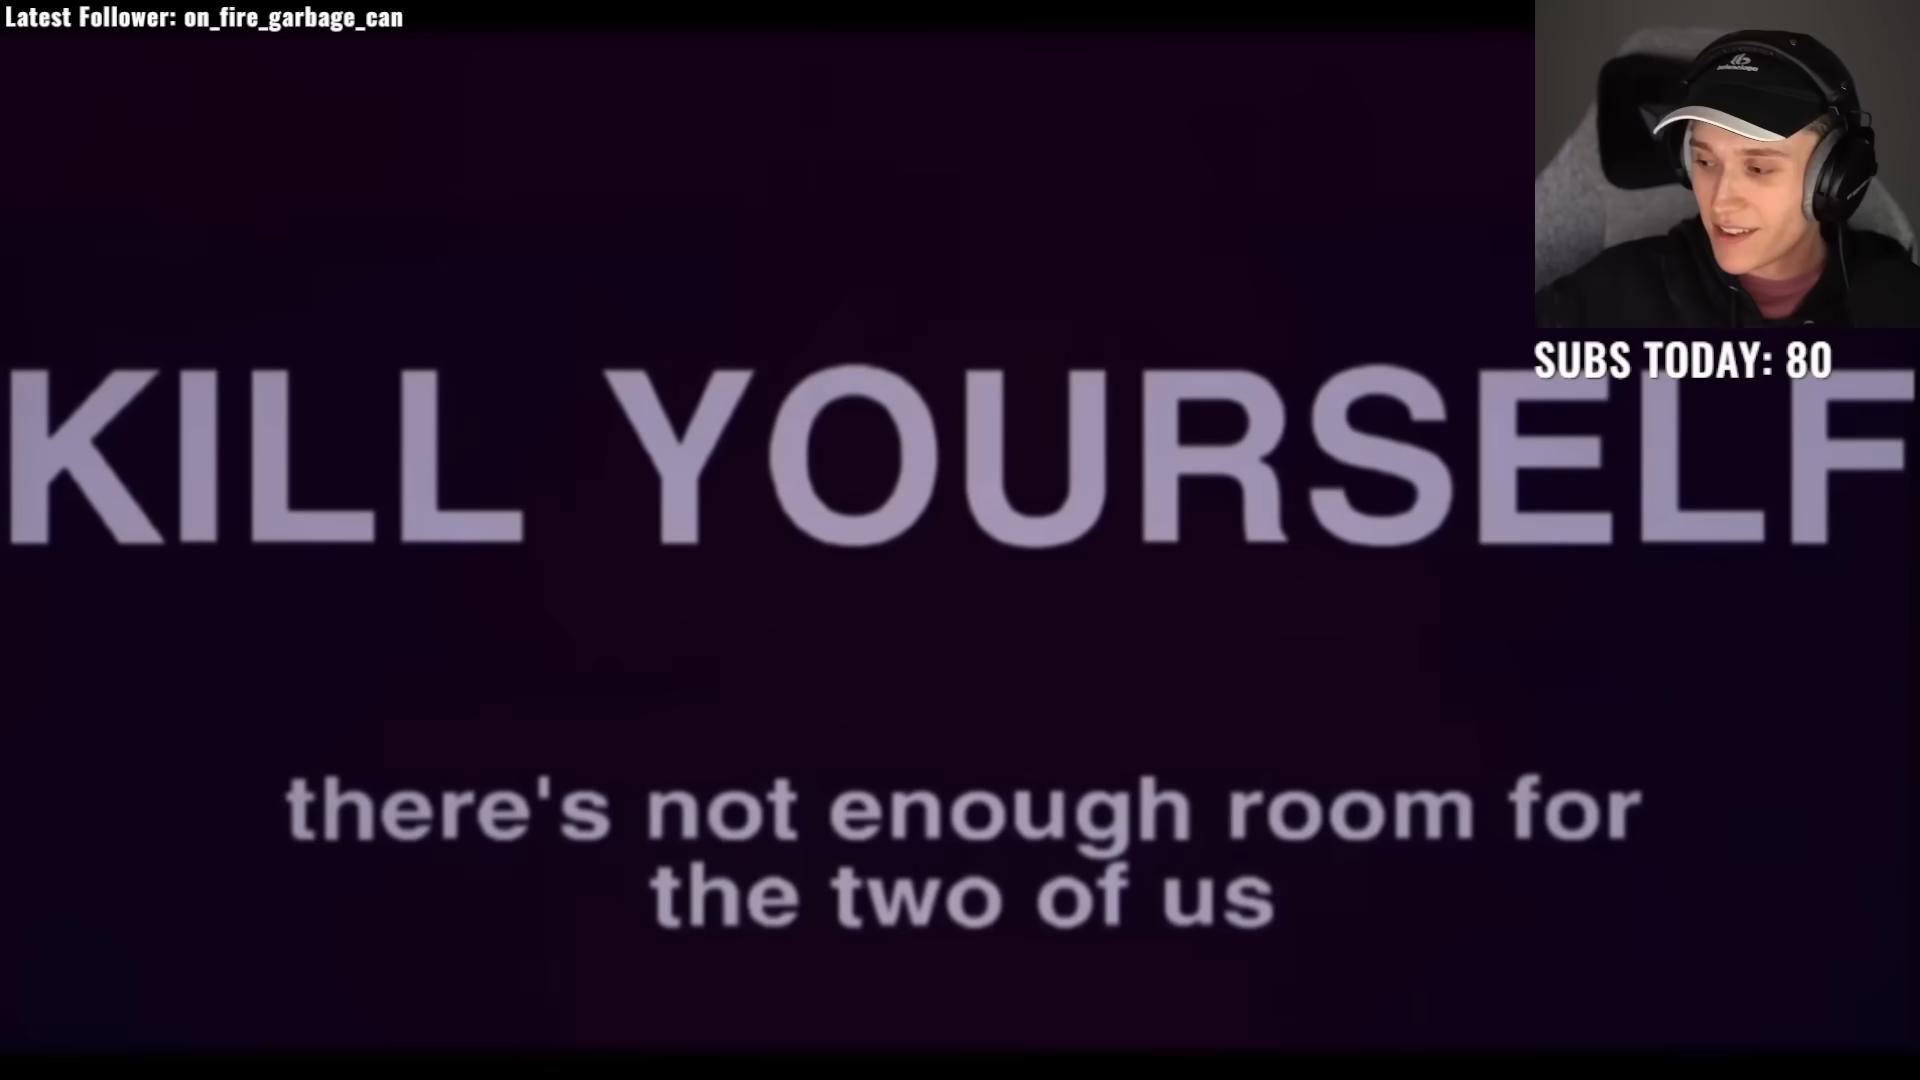 Latest Follower: on_fire_garbage_can
SUBS TODAY: 80
KILL YOURSELF
there's not enough room for
the two of us